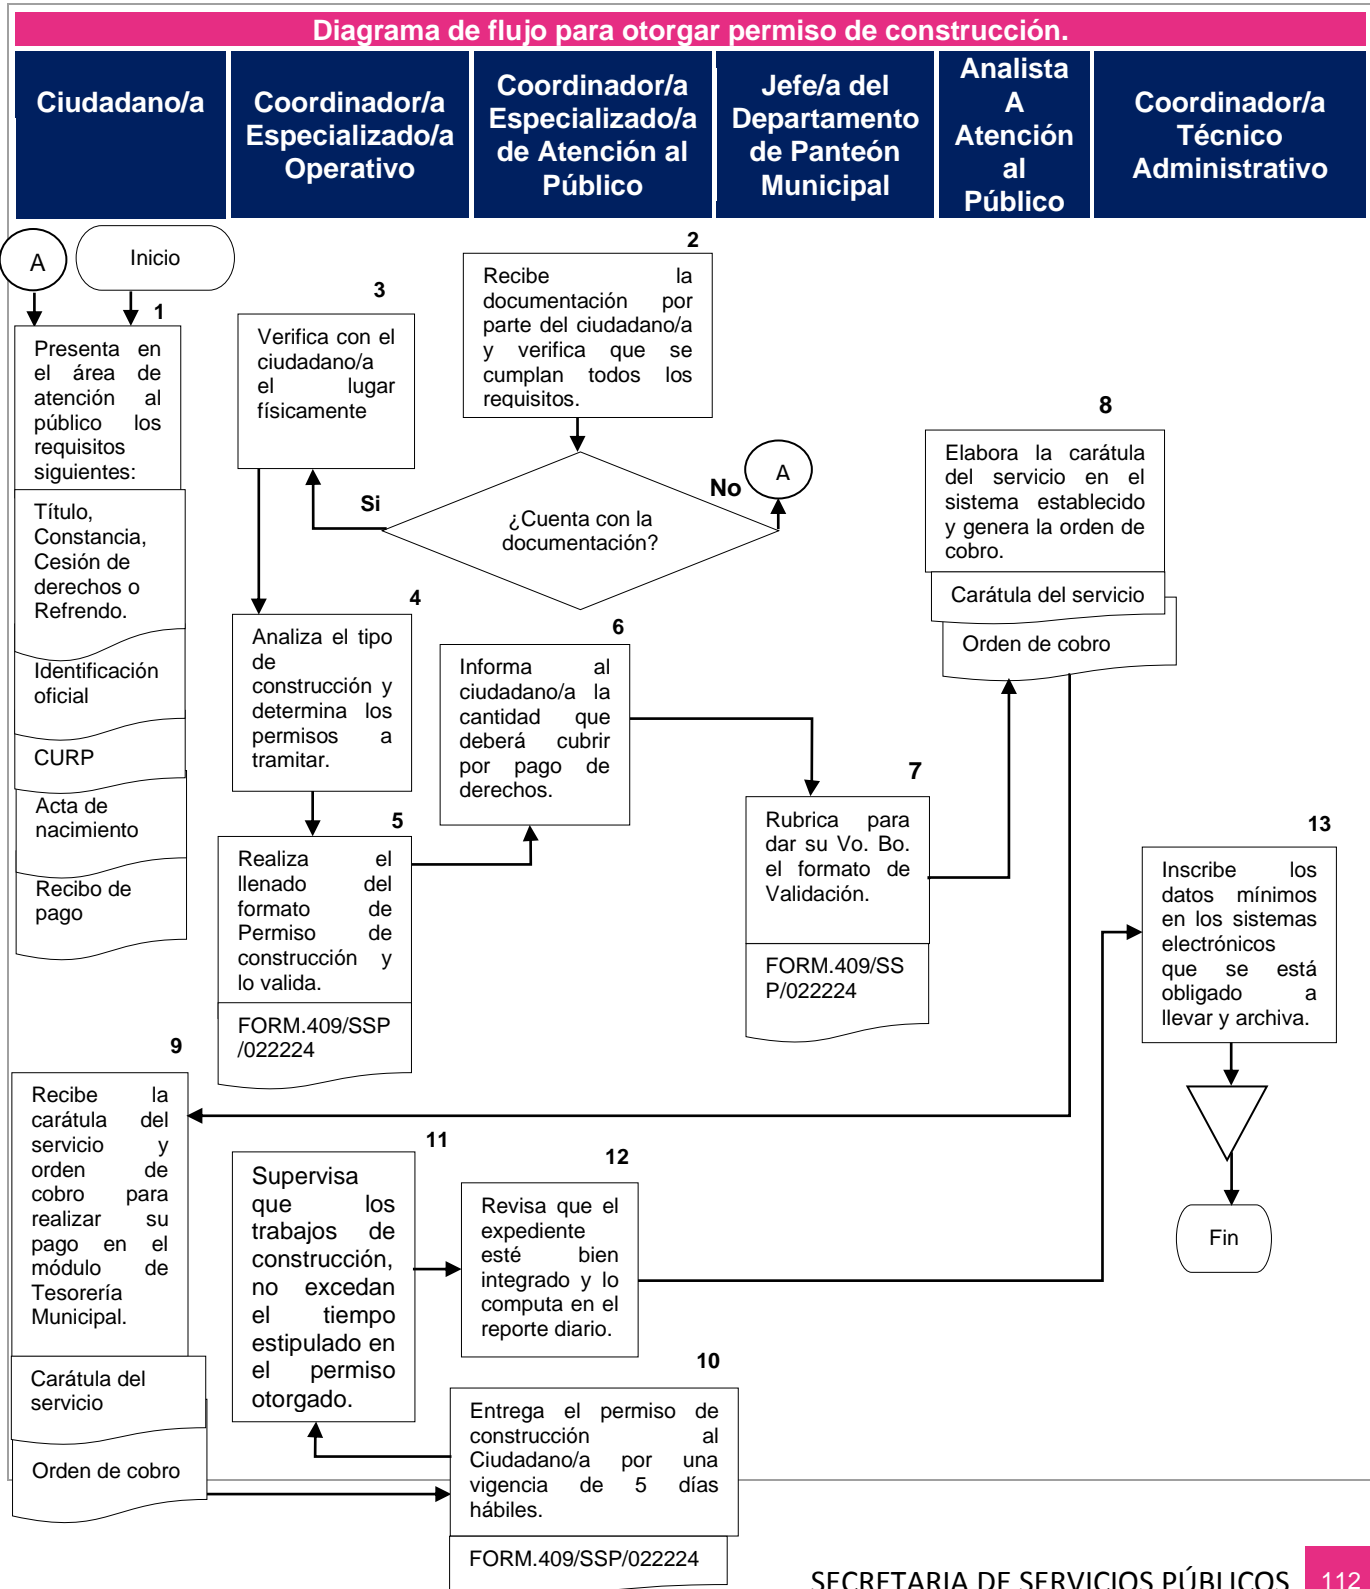 Diagrama de flujo para otorgar permiso de construcción.
Ciudadano/a
Coordinador/a
Especializado/a
Operativo
Coordinador/a
Especializado/a
de Atención al
Público
Jefe/a del
Departamento
de Panteón
Municipal
Analista
A
Atención
al
Público
Coordinador/a
Técnico
Administrativo
A
Inicio
1
Presenta en
el área de
atención al
público los
requisitos
siguientes:
Título,
Constancia,
Cesión de
derechos o
Refrendo.
Identificación
oficial
CURP
Acta de
nacimiento
Recibo de
pago
2
Recibe la
documentación por
parte del ciudadano/a
y verifica que se
cumplan todos los
requisitos.
¿Cuenta con la
documentación?
Si
No
A
3
Verifica con el
ciudadano/a
el lugar
físicamente
4
Analiza el tipo
de
construcción y
determina los
permisos a
tramitar.
5
Realiza el
llenado del
formato de
Permiso de
construcción y
lo valida.
FORM.409/SSP
/022224
6
Informa al
ciudadano/a la
cantidad que
deberá cubrir
por pago de
derechos.
7
Rubrica para
dar su Vo. Bo.
el formato de
Validación.
FORM.409/SS
P/022224
8
Elabora la carátula
del servicio en el
sistema establecido
y genera la orden de
cobro.
Carátula del servicio
Orden de cobro
9
Recibe la
carátula del
servicio y
orden de
cobro para
realizar su
pago en el
módulo de
Tesorería
Municipal.
Carátula del
servicio
Orden de cobro
10
Entrega el permiso de
construcción al
Ciudadano/a por una
vigencia de 5 días
hábiles.
FORM.409/SSP/022224
11
Supervisa
que los
trabajos de
construcción,
no excedan
el tiempo
estipulado en
el permiso
otorgado.
12
Revisa que el
expediente
esté bien
integrado y lo
computa en el
reporte diario.
13
Inscribe los
datos mínimos
en los sistemas
electrónicos
que se está
obligado a
llevar y archiva.
Fin
SECRETARIA DE SERVICIOS PÚBLICOS 112